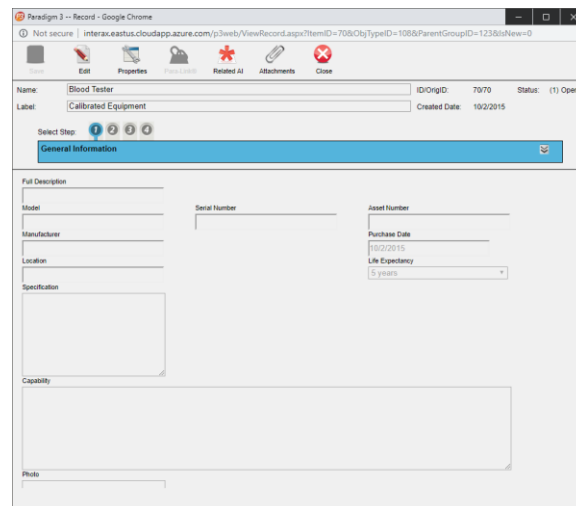 Paradigm 3 -- Record - Google Chrome
Not secure | interax.eastus.cloudapp.azure.com/p3web/ViewRecord.aspx?ItemID=70&ObjTypeID=108&ParentGroupID=123&IsNew=0
Save Edit Properties Para-Link® Related AI Attachments Close
Name: Blood Tester ID/OrigID: 70/70 Status: (1) Oper
Label: Calibrated Equipment Created Date: 10/2/2015
Select Step: 1 2 3 4
General Information
Full Description
Model Serial Number Asset Number
Manufacturer Purchase Date
10/2/2015
Location Life Expectancy
5 years
Specification
Capability
Photo